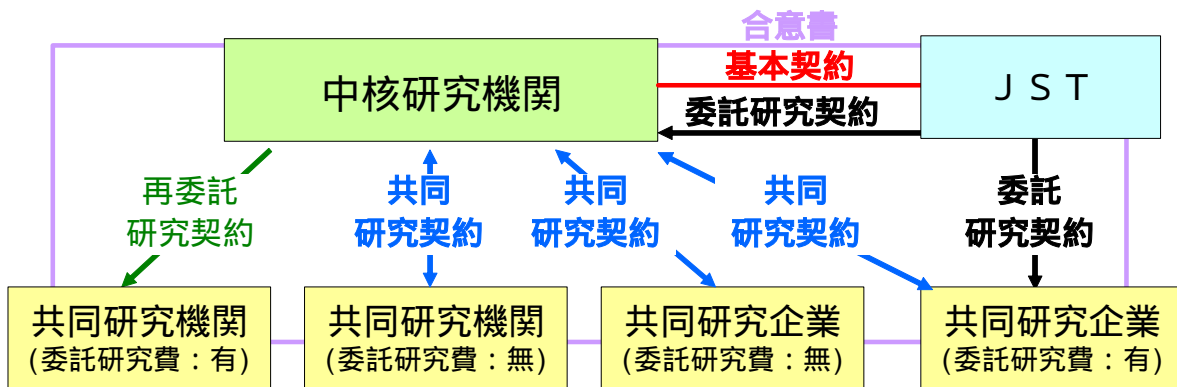 合意書
中核研究機関
基本契約
委託研究契約
ＪＳＴ
再委託
研究契約
共同
研究契約
共同
研究契約
共同
研究契約
委託
研究契約
共同研究機関
(委託研究費：有)
共同研究機関
(委託研究費：無)
共同研究企業
(委託研究費：無)
共同研究企業
(委託研究費：有)